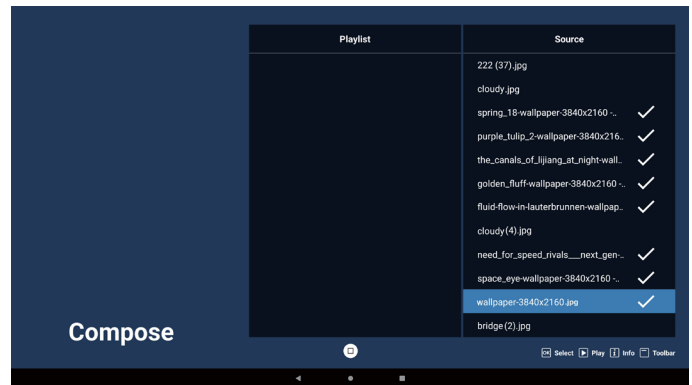 Playlist
Source
222 (37).jpg
cloudy.jpg
spring_18-wallpaper-3840x2160 -..
purple_tulip_2-wallpaper-3840x216..
the_canals_of_lijiang_at_night-wall..
golden_fluff-wallpaper-3840x2160 -..
fluid-flow-in-lauterbrunnen-wallpap..
cloudy(4).jpg
need_for_speed_rivals__next_gen-..
space_eye-wallpaper-3840x2160 -..
wallpaper-3840x2160.jpg
bridge(2).jpg
Compose
OK Select Play Info Toolbar